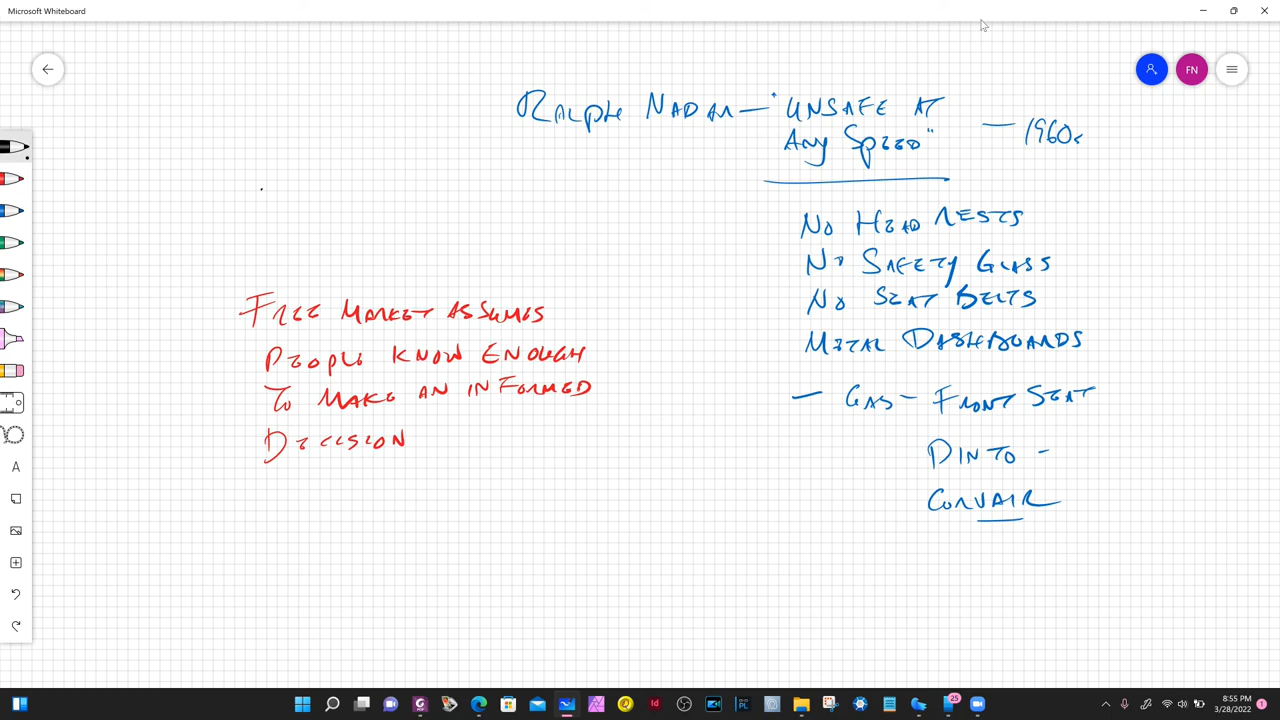 Microsoft Whiteboard
FN
RALPH NADAR — "UNSAFE AT
Any SPEED" — 1960s
NO HEAD RESTS
NO SAFETY GLASS
NO SEAT BELTS
METAL DASHBOARDS
— GAS - FRONT SEAT
PINTO -
CORVAIR
FREE MARKET ASSUMES
PEOPLE KNOW ENOUGH
TO MAKE AN INFORMED
DECISION
A
25
8:55 PM
3/28/2022
1